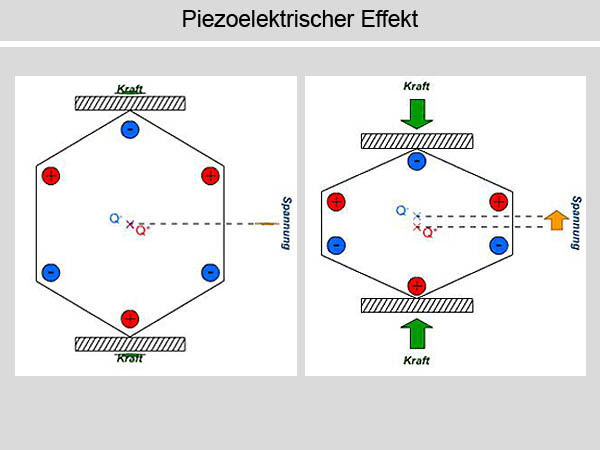 Piezoelektrischer Effekt
Kraft
-
+
+
Q-
Q+
Spannung
-
-
+
Kraft
Kraft
-
+
+
Q-
Q+
Spannung
-
-
+
Kraft